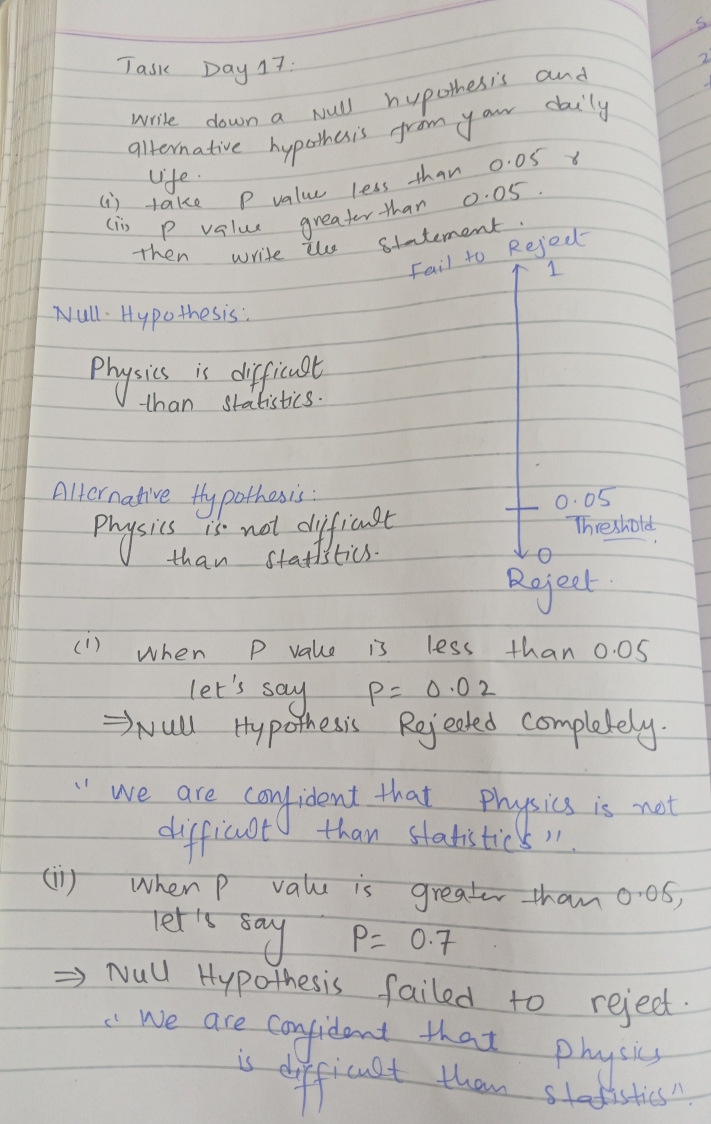 Task Day 17:
Write down a Null hypothesis and
alternative hypothesis from your daily
life.
(i) take P value less than 0.05 &
(ii) P value greater than 0.05.
then write the statement.
Fail to Reject
1
Null Hypothesis:
Physics is difficult
than statistics.
Alternative Hypothesis:
0.05
Physics is not difficult
Threshold
than statistics.
0
Reject.
(i) When P value is less than 0.05
let's say P = 0.02
⇒ Null Hypothesis Rejected completely.
"We are confident that Physics is not
difficult than statistics".
(ii) When P value is greater than 0.05,
let's say P = 0.7
⇒ Null Hypothesis failed to reject.
"We are confident that Physics
is difficult than statistics".